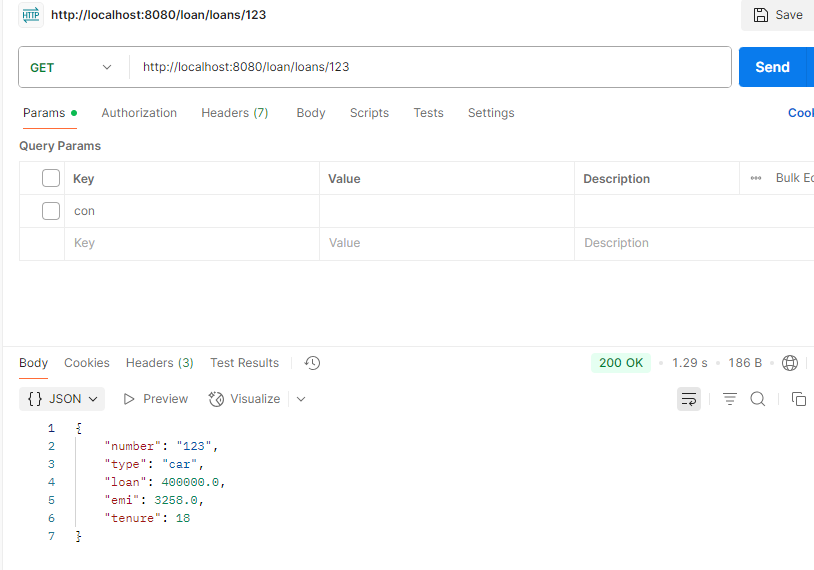 HTTP http://localhost:8080/loan/loans/123 Save
GET http://localhost:8080/loan/loans/123 Send
Params Authorization Headers (7) Body Scripts Tests Settings Cool
Query Params
Key Value Description Bulk Ed
con
Key Value Description
Body Cookies Headers (3) Test Results 200 OK 1.29 s 186 B
{} JSON Preview Visualize
1 {
2 "number": "123",
3 "type": "car",
4 "loan": 400000.0,
5 "emi": 3258.0,
6 "tenure": 18
7 }